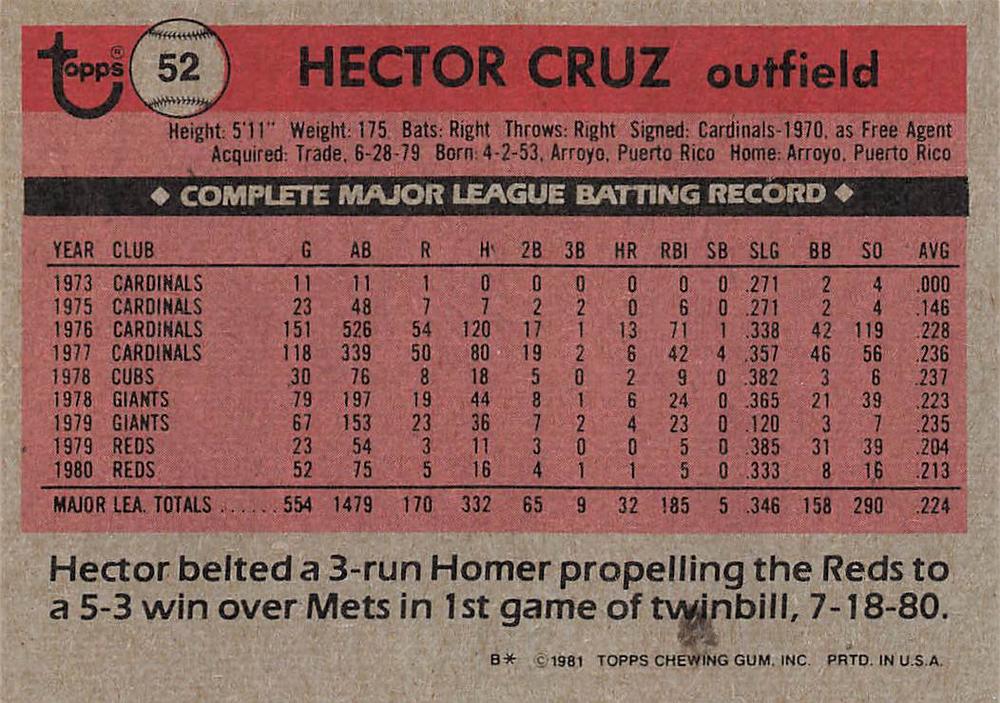 topps® 52 HECTOR CRUZ outfield
Height: 5'11" Weight: 175 Bats: Right Throws: Right Signed: Cardinals-1970, as Free Agent
Acquired: Trade, 6-28-79 Born: 4-2-53, Arroyo, Puerto Rico Home: Arroyo, Puerto Rico
◆ COMPLETE MAJOR LEAGUE BATTING RECORD ◆
YEAR CLUB G AB R H 2B 3B HR RBI SB SLG BB SO AVG
1973 CARDINALS 11 11 1 0 0 0 0 0 0 .271 2 4 .000
1975 CARDINALS 23 48 7 7 2 2 0 6 0 .271 2 4 .146
1976 CARDINALS 151 526 54 120 17 1 13 71 1 .338 42 119 .228
1977 CARDINALS 118 339 50 80 19 2 6 42 4 .357 46 56 .236
1978 CUBS 30 76 8 18 5 0 2 9 0 .382 3 6 .237
1978 GIANTS 79 197 19 44 8 1 6 24 0 .365 21 39 .223
1979 GIANTS 67 153 23 36 7 2 4 23 0 .120 3 7 .235
1979 REDS 23 54 3 11 3 0 0 5 0 .385 31 39 .204
1980 REDS 52 75 5 16 4 1 1 5 0 .333 8 16 .213
MAJOR LEA. TOTALS ...... 554 1479 170 332 65 9 32 185 5 .346 158 290 .224
Hector belted a 3-run Homer propelling the Reds to
a 5-3 win over Mets in 1st game of twinbill, 7-18-80.
B* ©1981 TOPPS CHEWING GUM, INC. PRTD. IN U.S.A.